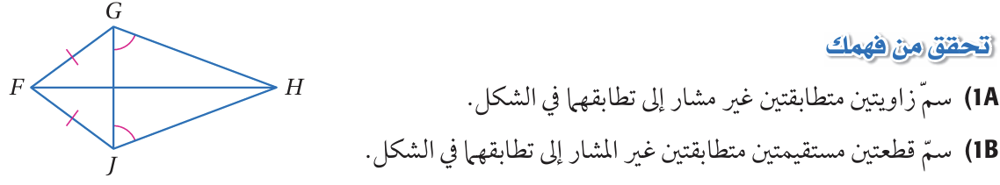 تحقق من فهمك
1A) سمّ زاويتين متطابقتين غير مشار إلى تطابقهما في الشكل.
1B) سمّ قطعتين مستقيمتين متطابقتين غير المشار إلى تطابقهما في الشكل.
G
F
H
J